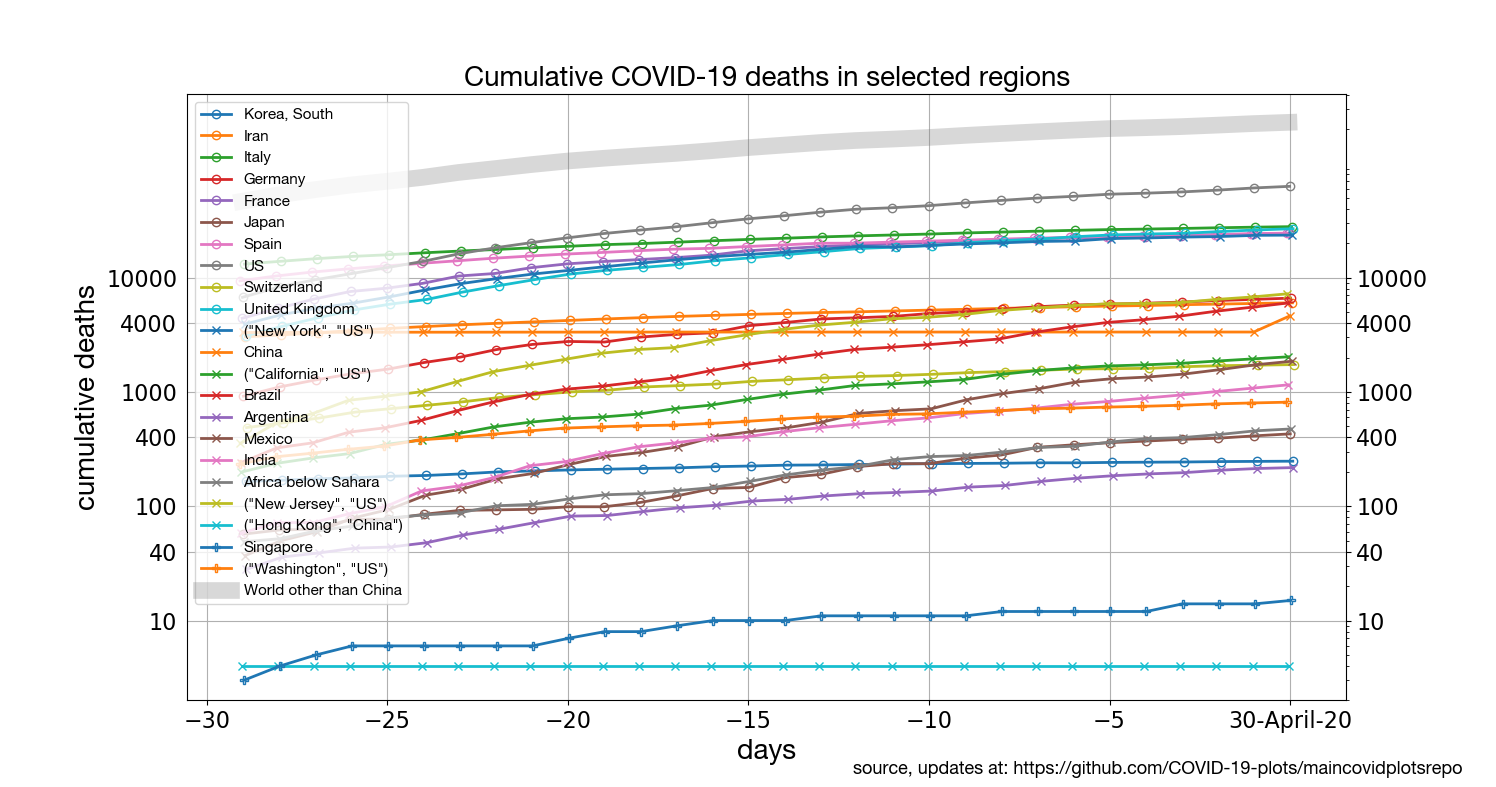 Cumulative COVID-19 deaths in selected regions
Korea, South
Iran
Italy
Germany
France
Japan
Spain
US
Switzerland
United Kingdom
("New York", "US")
China
("California", "US")
Brazil
Argentina
Mexico
India
Africa below Sahara
("New Jersey", "US")
("Hong Kong", "China")
Singapore
("Washington", "US")
World other than China
cumulative deaths
10000
4000
1000
400
100
40
10
10000
4000
1000
400
100
40
10
−30 −25 −20 −15 −10 −5 30-April-20
days
source, updates at: https://github.com/COVID-19-plots/maincovidplotsrepo